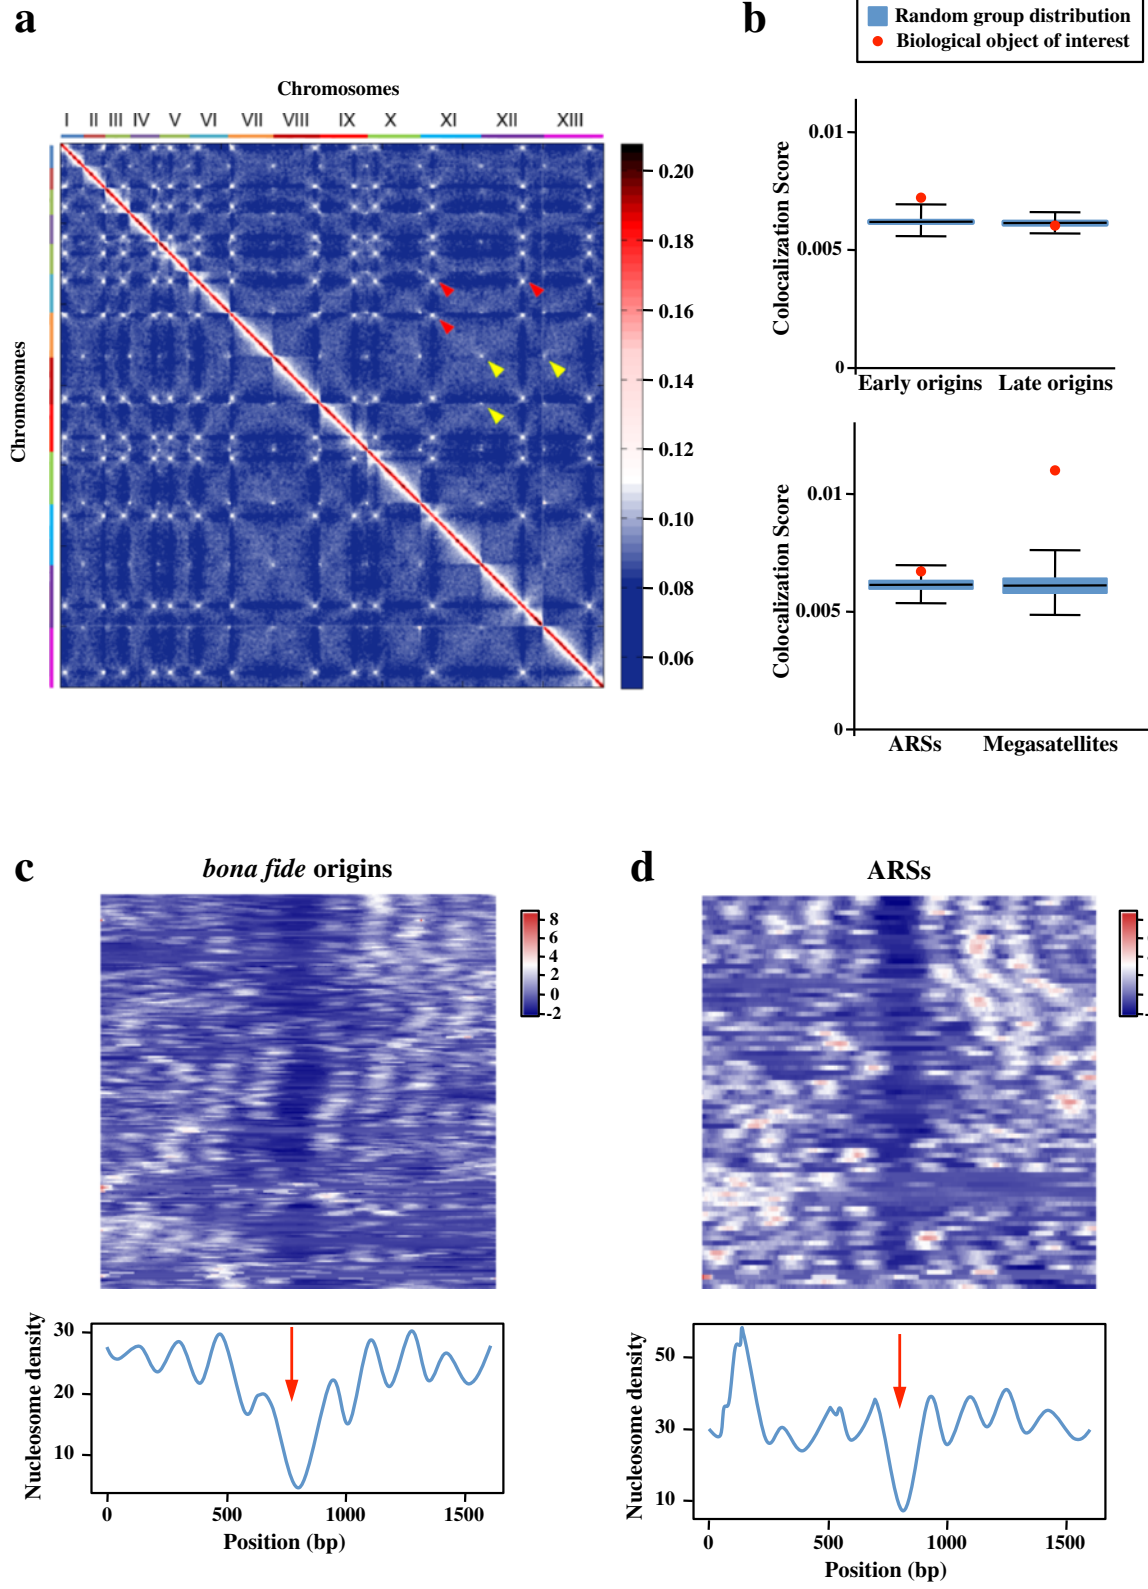 a
Chromosomes
I II III IV V VI VII VIII IX X XI XII XIII
Chromosomes
0.20
0.18
0.16
0.14
0.12
0.10
0.08
0.06
b
Random group distribution
Biological object of interest
Colocalization Score
0.01
0.005
0
Early origins Late origins
Colocalization Score
0.01
0.005
0
ARSs Megasatellites
c
bona fide origins
8
6
4
2
0
-2
Nucleosome density
30
20
10
0 500 1000 1500
Position (bp)
d
ARSs
Nucleosome density
50
30
10
0 500 1000 1500
Position (bp)